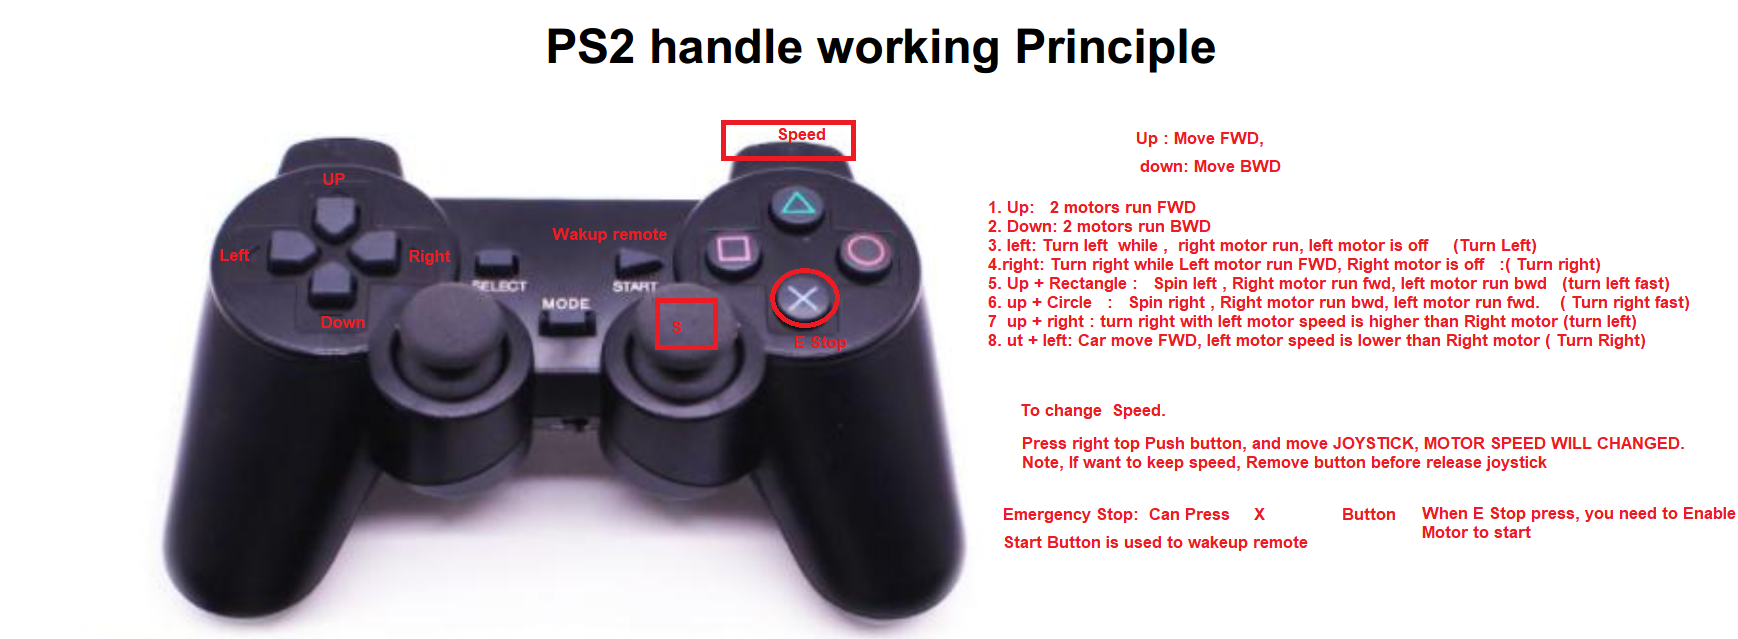 PS2 handle working Principle
Speed
UP
Wakup remote
Left
Right
SELECT
START
MODE
Down
S
E Stop
Up : Move FWD,
down: Move BWD
1. Up: 2 motors run FWD
2. Down: 2 motors run BWD
3. left: Turn left while , right motor run, left motor is off (Turn Left)
4.right: Turn right while Left motor run FWD, Right motor is off :( Turn right)
5. Up + Rectangle : Spin left , Right motor run fwd, left motor run bwd (turn left fast)
6. up + Circle : Spin right , Right motor run bwd, left motor run fwd. ( Turn right fast)
7 up + right : turn right with left motor speed is higher than Right motor (turn left)
8. ut + left: Car move FWD, left motor speed is lower than Right motor ( Turn Right)
To change Speed.
Press right top Push button, and move JOYSTICK, MOTOR SPEED WILL CHANGED.
Note, If want to keep speed, Remove button before release joystick
Emergency Stop: Can Press X Button When E Stop press, you need to Enable
Motor to start
Start Button is used to wakeup remote